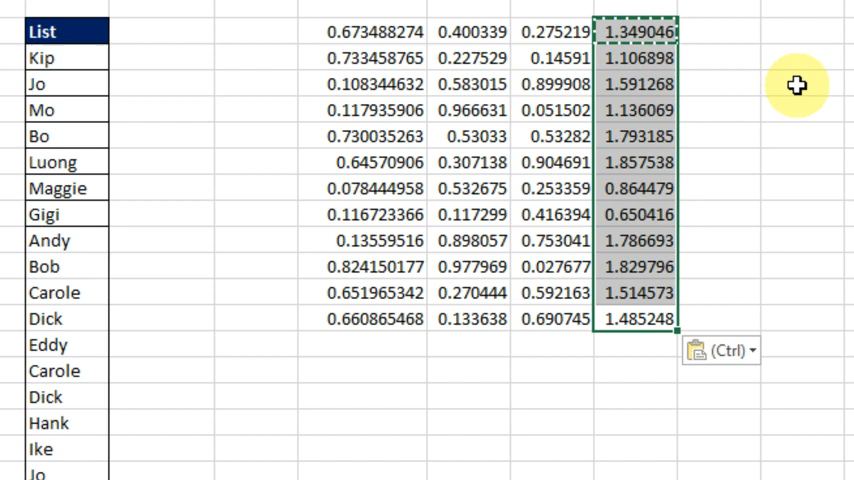 List 0.673488274 0.400339 0.275219 1.349046
Kip 0.733458765 0.227529 0.14591 1.106898
Jo 0.108344632 0.583015 0.899908 1.591268
Mo 0.117935906 0.966631 0.051502 1.136069
Bo 0.730035263 0.53033 0.53282 1.793185
Luong 0.64570906 0.307138 0.904691 1.857538
Maggie 0.078444958 0.532675 0.253359 0.864479
Gigi 0.116723366 0.117299 0.416394 0.650416
Andy 0.13559516 0.898057 0.753041 1.786693
Bob 0.824150177 0.977969 0.027677 1.829796
Carole 0.651965342 0.270444 0.592163 1.514573
Dick 0.660865468 0.133638 0.690745 1.485248
Eddy (Ctrl)
Carole
Dick
Hank
Ike
Jo